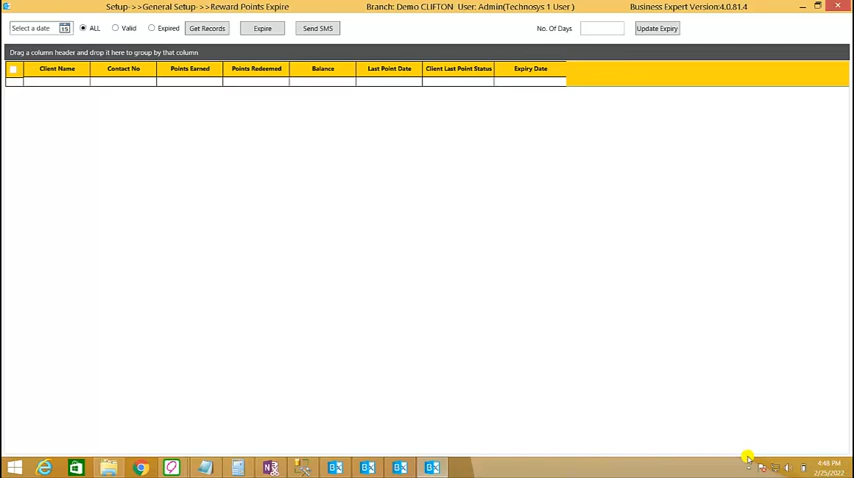 Setup->>General Setup->>Reward Points Expire Branch: Demo CLIFTON User: Admin(Technosys 1 User ) Business Expert Version:4.0.81.4
Select a date 15 ALL Valid Expired Get Records Expire Send SMS No. Of Days Update Expiry
Drag a column header and drop it here to group by that column
Client Name Contact No Points Earned Points Redeemed Balance Last Point Date Client Last Point Status Expiry Date
4:48 PM
2/25/2022